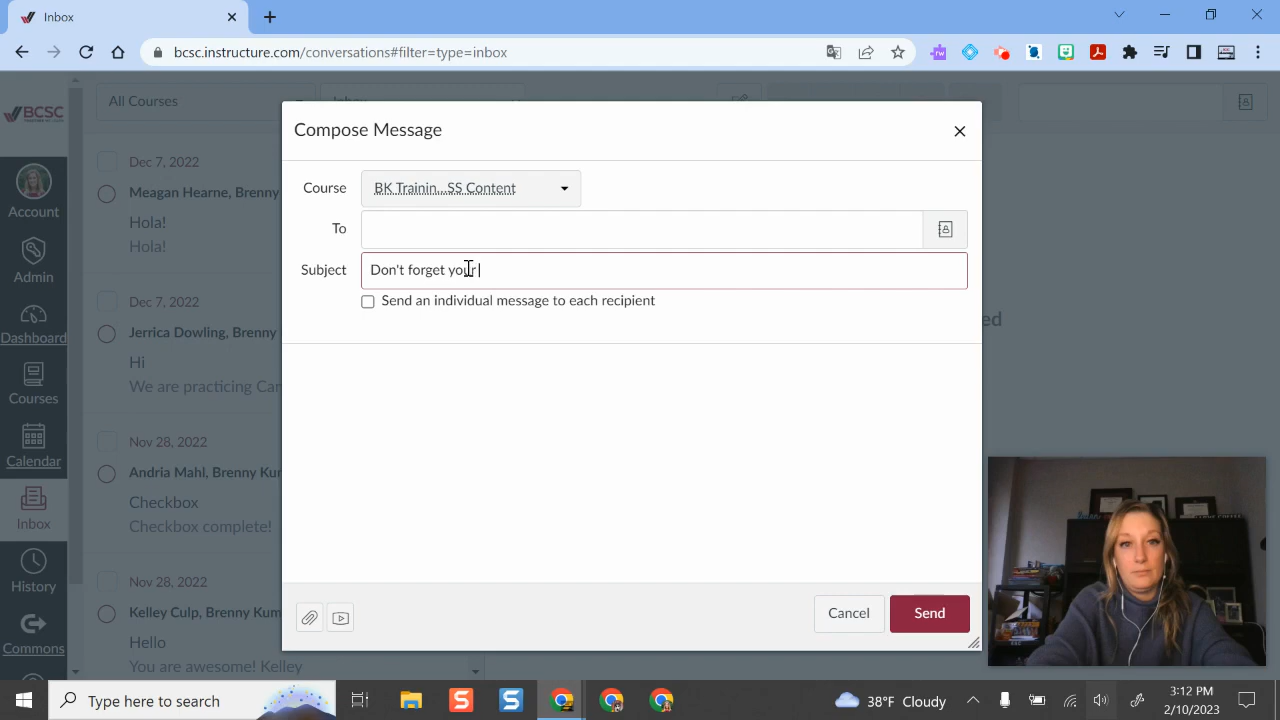 Inbox
bcsc.instructure.com/conversations#filter=type=inbox
BCSC
All Courses
Inbox
Compose Message
Dec 7, 2022
Meagan Hearne, Brenny
Hola!
Hola!
Course
BK Trainin...SS Content
To
Subject
Don't forget your
Send an individual message to each recipient
Account
Admin
Dashboard
Courses
Calendar
Inbox
History
Commons
Dec 7, 2022
Jerrica Dowling, Brenny
Hi
We are practicing Can
ed
Nov 28, 2022
Andria Mahl, Brenny Kum
Checkbox
Checkbox complete!
Nov 28, 2022
Kelley Culp, Brenny Kum
Hello
You are awesome! Kelley
Cancel
Send
Type here to search
38°F Cloudy
3:12 PM
2/10/2023